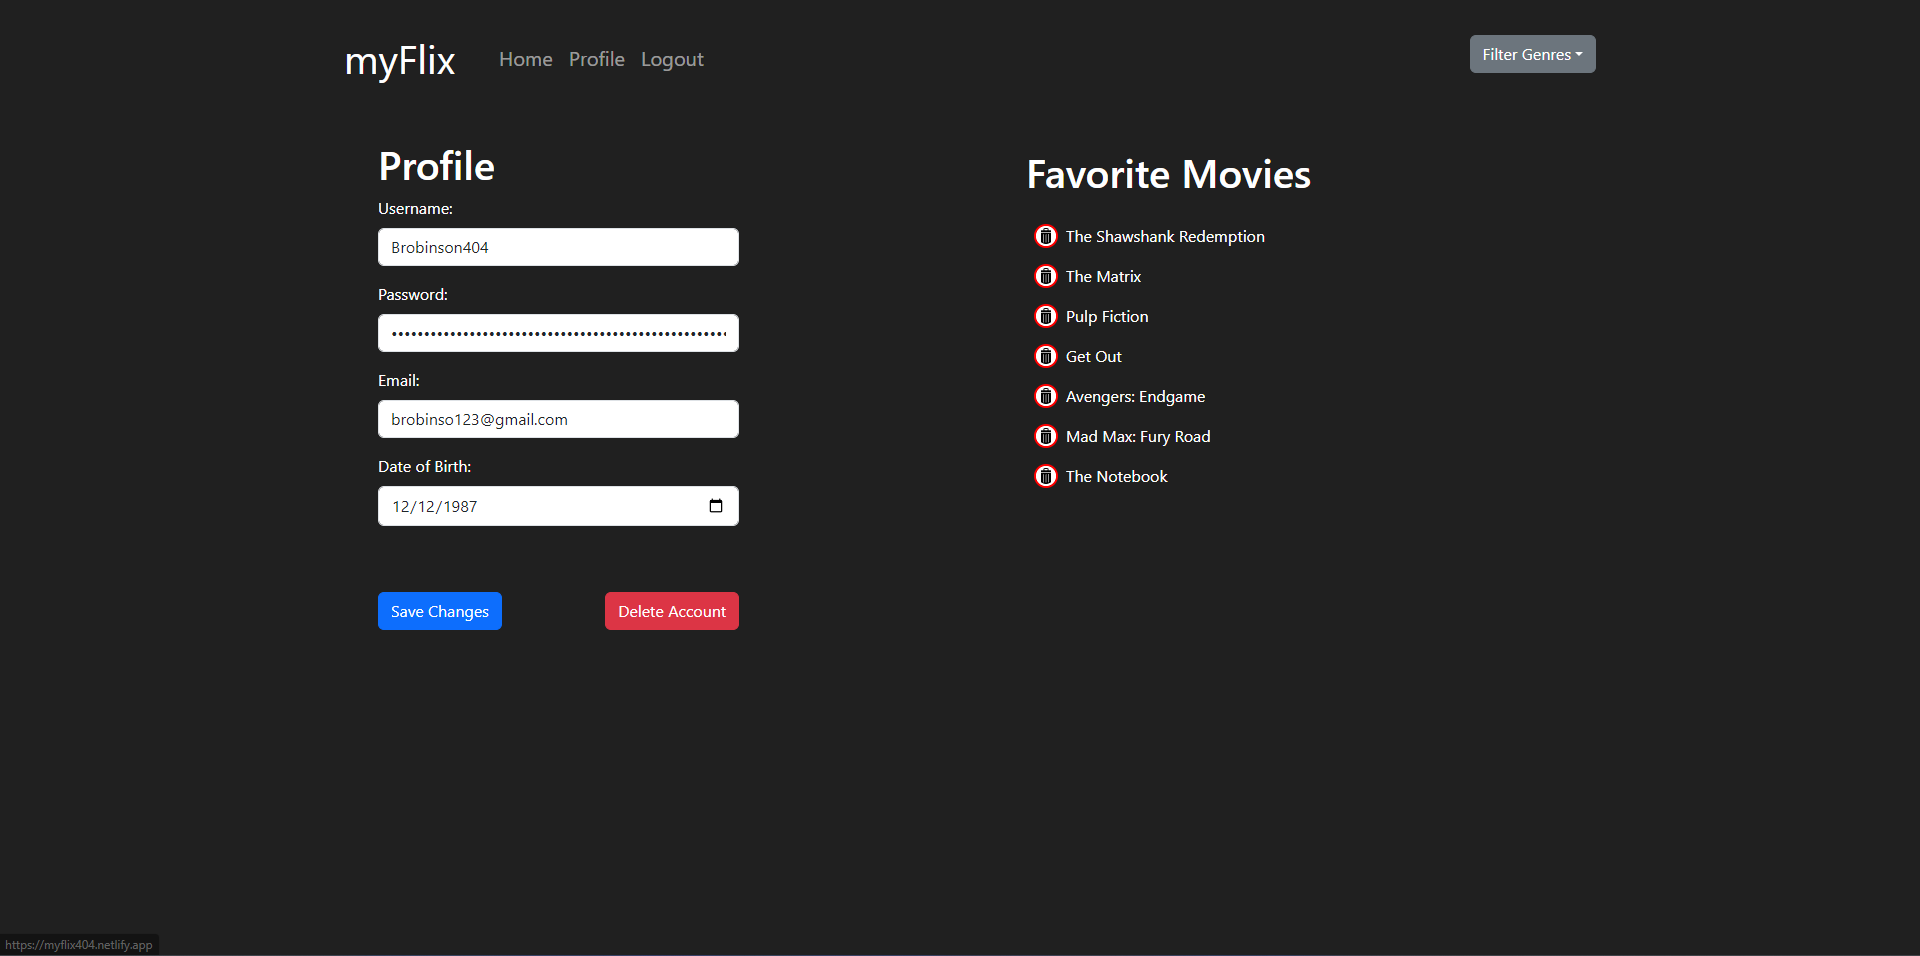 myFlix
Home
Profile
Logout
Filter Genres
Profile
Username:
Brobinson404
Password:
Email:
brobinso123@gmail.com
Date of Birth:
12/12/1987
Save Changes
Delete Account
Favorite Movies
The Shawshank Redemption
The Matrix
Pulp Fiction
Get Out
Avengers: Endgame
Mad Max: Fury Road
The Notebook
https://myflix404.netlify.app